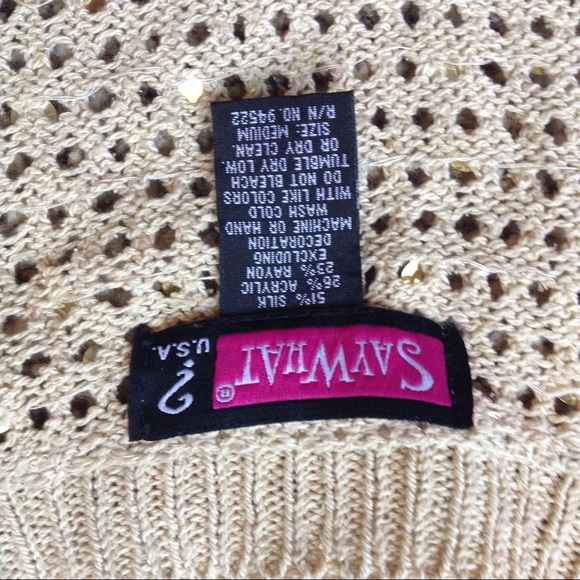 SAYWHAT ®
? U.S.A.
51% SILK
26% ACRYLIC
23% RAYON
EXCLUDING
DECORATION
MACHINE OR HAND
WASH COLD
WITH LIKE COLORS
DO NOT BLEACH
TUMBLE DRY LOW.
OR DRY CLEAN.
SIZE: MEDIUM
R/N NO. 94522